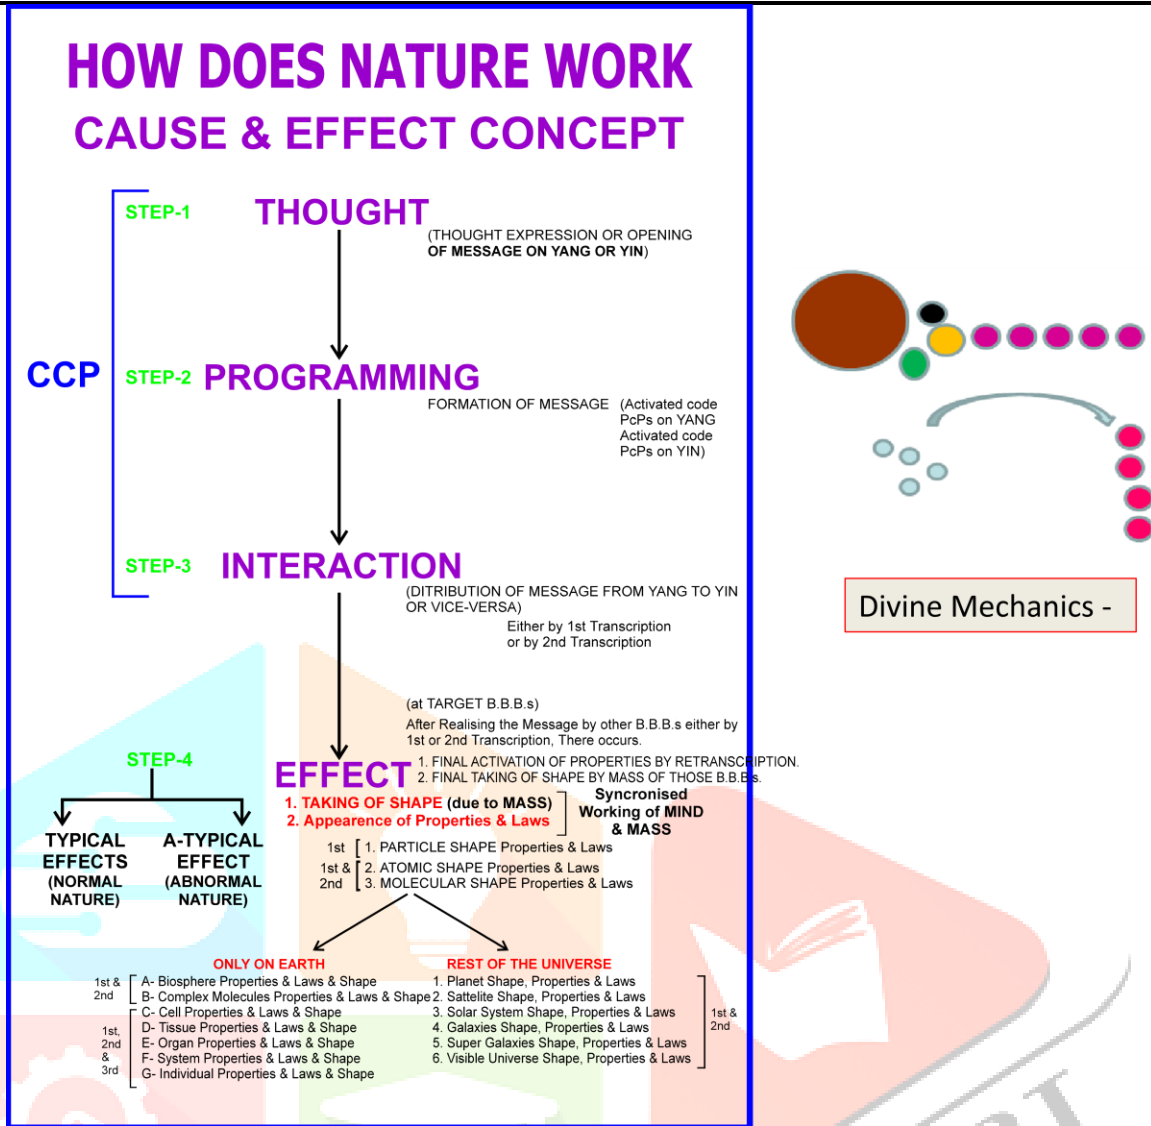 HOW DOES NATURE WORK
CAUSE & EFFECT CONCEPT
STEP-1
THOUGHT
(THOUGHT EXPRESSION OR OPENING
OF MESSAGE ON YANG OR YIN)
CCP
STEP-2
PROGRAMMING
FORMATION OF MESSAGE (Activated code
PcPs on YANG
Activated code
PcPs on YIN)
STEP-3
INTERACTION
(DITRIBUTION OF MESSAGE FROM YANG TO YIN
OR VICE-VERSA)
Either by 1st Transcription
or by 2nd Transcription
Divine Mechanics -
(at TARGET B.B.B.s)
After Realising the Message by other B.B.B.s either by
1st or 2nd Transcription, There occurs.
STEP-4
EFFECT
1. FINAL ACTIVATION OF PROPERTIES BY RETRANSCRIPTION.
2. FINAL TAKING OF SHAPE BY MASS OF THOSE B.B.B's.
1. TAKING OF SHAPE (due to MASS)
2. Appearence of Properties & Laws
Syncronised
Working of MIND
& MASS
TYPICAL
EFFECTS
(NORMAL
NATURE)
A-TYPICAL
EFFECT
(ABNORMAL
NATURE)
1st
1. PARTICLE SHAPE Properties & Laws
1st &
2nd
2. ATOMIC SHAPE Properties & Laws
3. MOLECULAR SHAPE Properties & Laws
ONLY ON EARTH
1st &
2nd
A- Biosphere Properties & Laws & Shape
B- Complex Molecules Properties & Laws & Shape
1st,
2nd
&
3rd
C- Cell Properties & Laws & Shape
D- Tissue Properties & Laws & Shape
E- Organ Properties & Laws & Shape
F- System Properties & Laws & Shape
G- Individual Properties & Laws & Shape
REST OF THE UNIVERSE
1. Planet Shape, Properties & Laws
2. Sattelite Shape, Properties & Laws
3. Solar System Shape, Properties & Laws
4. Galaxies Shape, Properties & Laws
5. Super Galaxies Shape, Properties & Laws
6. Visible Universe Shape, Properties & Laws
1st &
2nd